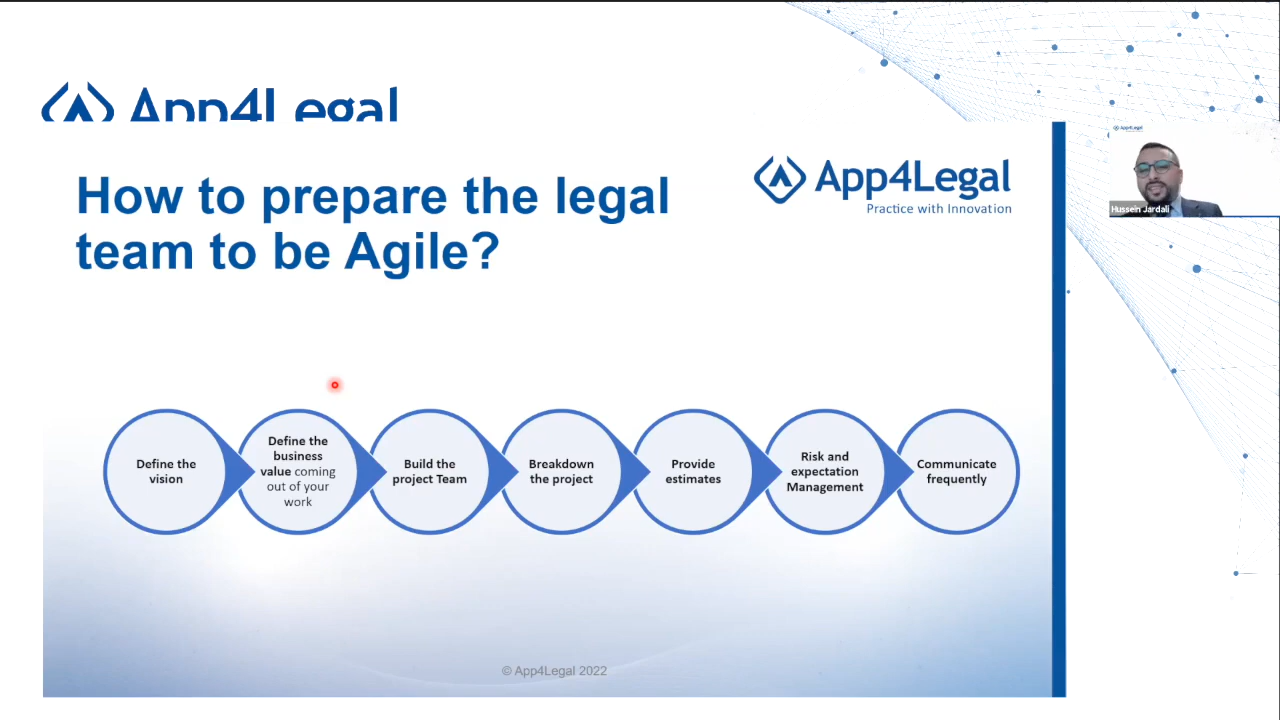 App4Legal
How to prepare the legal
team to be Agile?
App4Legal
Practice with Innovation
App4Legal
Hussein Jardali
Define the
vision
Define the
business
value coming
out of your
work
Build the
project Team
Breakdown
the project
Provide
estimates
Risk and
expectation
Management
Communicate
frequently
© App4Legal 2022